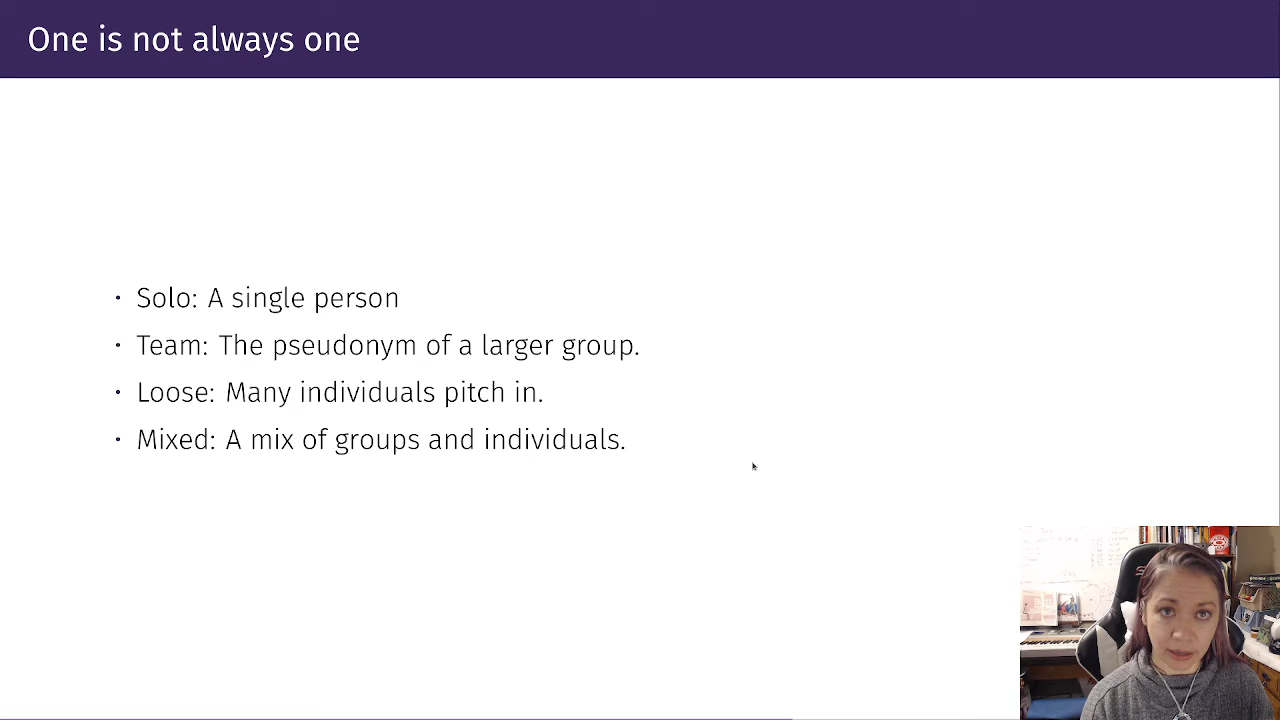 One is not always one
• Solo: A single person
• Team: The pseudonym of a larger group.
• Loose: Many individuals pitch in.
• Mixed: A mix of groups and individuals.